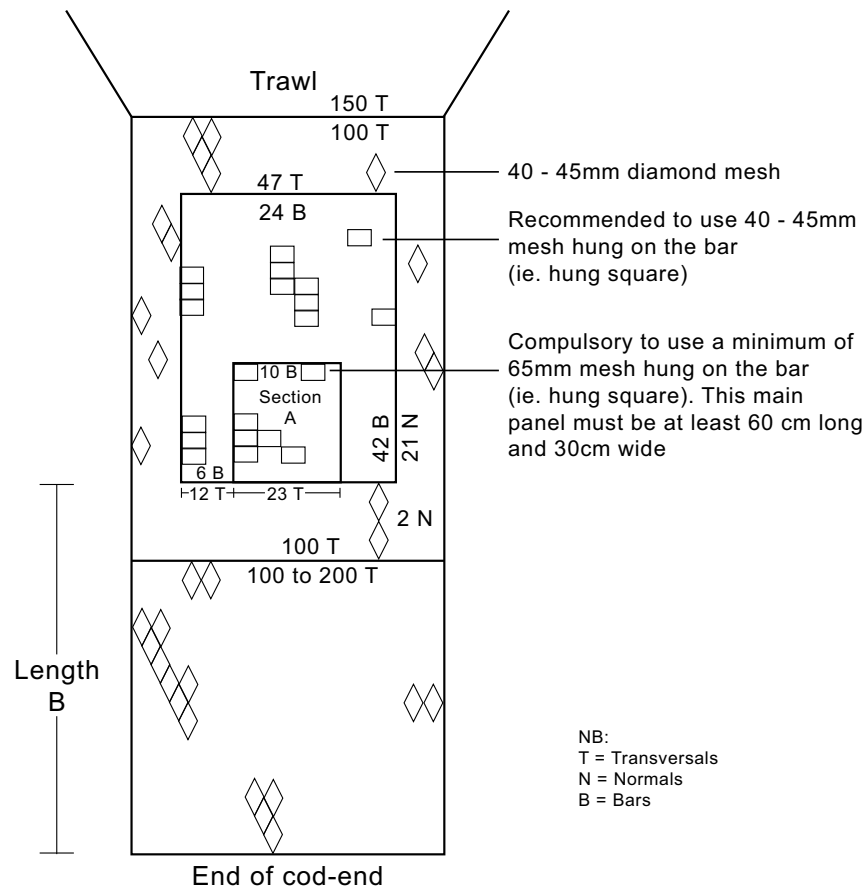 Trawl
150 T
100 T
40 - 45mm diamond mesh
47 T
24 B
Recommended to use 40 - 45mm
mesh hung on the bar
(ie. hung square)
Compulsory to use a minimum of
65mm mesh hung on the bar
(ie. hung square). This main
panel must be at least 60 cm long
and 30cm wide
10 B
Section
A
42 B
21 N
6 B
12 T
23 T
2 N
100 T
100 to 200 T
Length
B
NB:
T = Transversals
N = Normals
B = Bars
End of cod-end